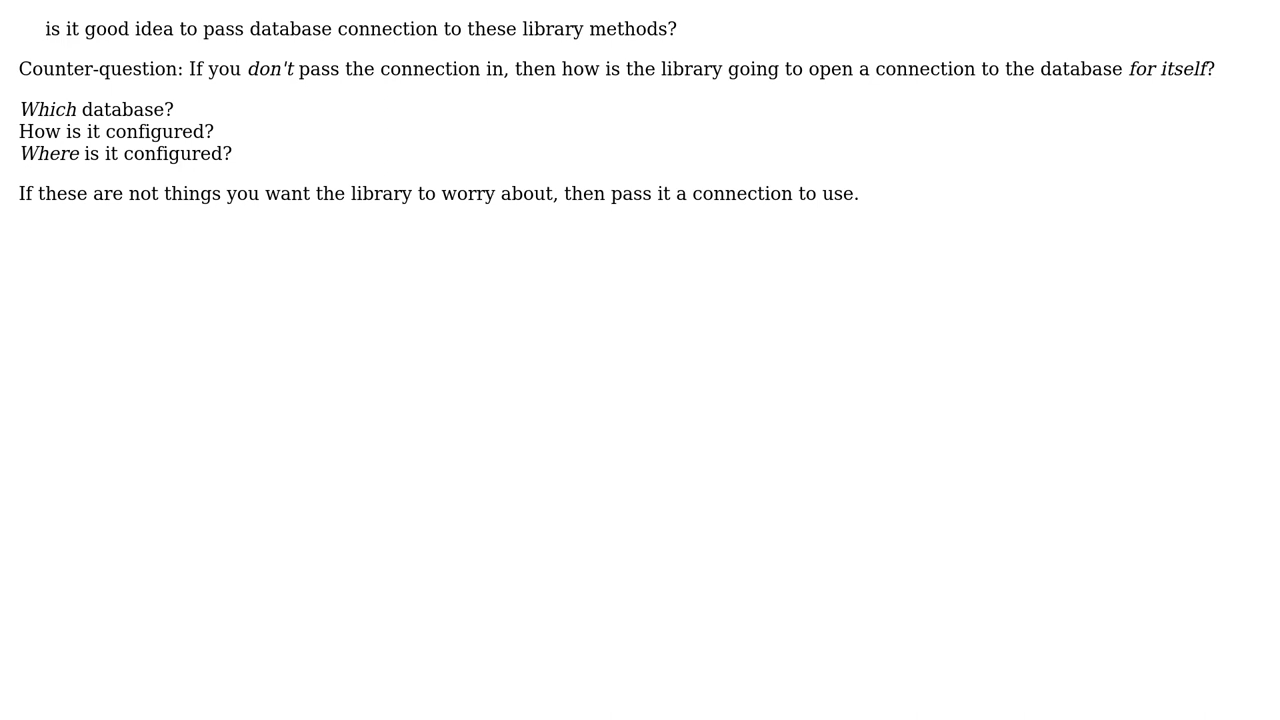 is it good idea to pass database connection to these library methods?
Counter-question: If you don't pass the connection in, then how is the library going to open a connection to the database for itself?
Which database?
How is it configured?
Where is it configured?
If these are not things you want the library to worry about, then pass it a connection to use.